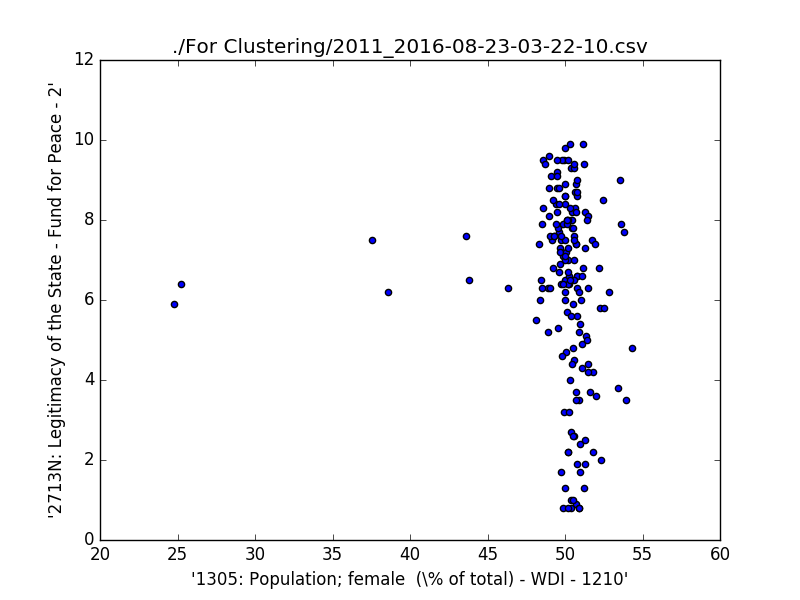 ./For Clustering/2011_2016-08-23-03-22-10.csv
'2713N: Legitimacy of the State - Fund for Peace - 2'
12
10
8
6
4
2
0
20 25 30 35 40 45 50 55 60
'1305: Population; female (\% of total) - WDI - 1210'